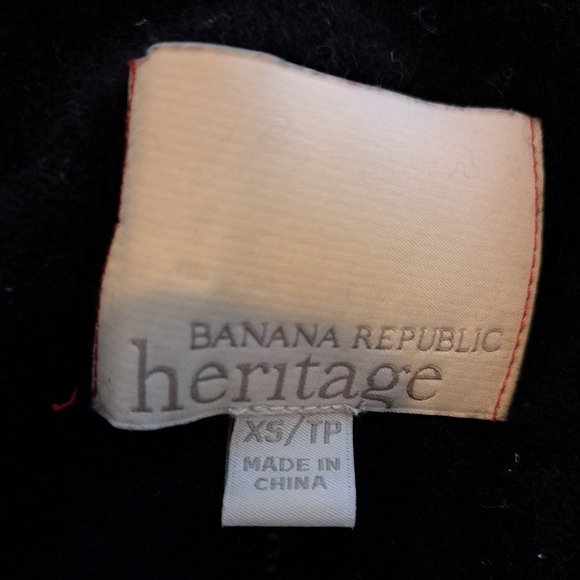 BANANA REPUBLIC
heritage
XS/TP
MADE IN
CHINA